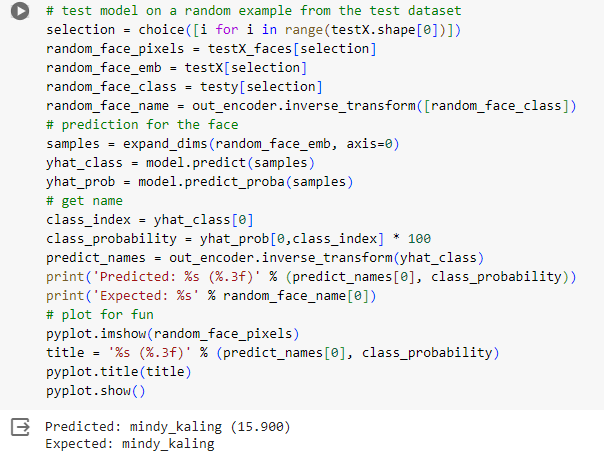 # test model on a random example from the test dataset
selection = choice([i for i in range(testX.shape[0])])
random_face_pixels = testX_faces[selection]
random_face_emb = testX[selection]
random_face_class = testy[selection]
random_face_name = out_encoder.inverse_transform([random_face_class])
# prediction for the face
samples = expand_dims(random_face_emb, axis=0)
yhat_class = model.predict(samples)
yhat_prob = model.predict_proba(samples)
# get name
class_index = yhat_class[0]
class_probability = yhat_prob[0,class_index] * 100
predict_names = out_encoder.inverse_transform(yhat_class)
print('Predicted: %s (%.3f)' % (predict_names[0], class_probability))
print('Expected: %s' % random_face_name[0])
# plot for fun
pyplot.imshow(random_face_pixels)
title = '%s (%.3f)' % (predict_names[0], class_probability)
pyplot.title(title)
pyplot.show()
Predicted: mindy_kaling (15.900)
Expected: mindy_kaling